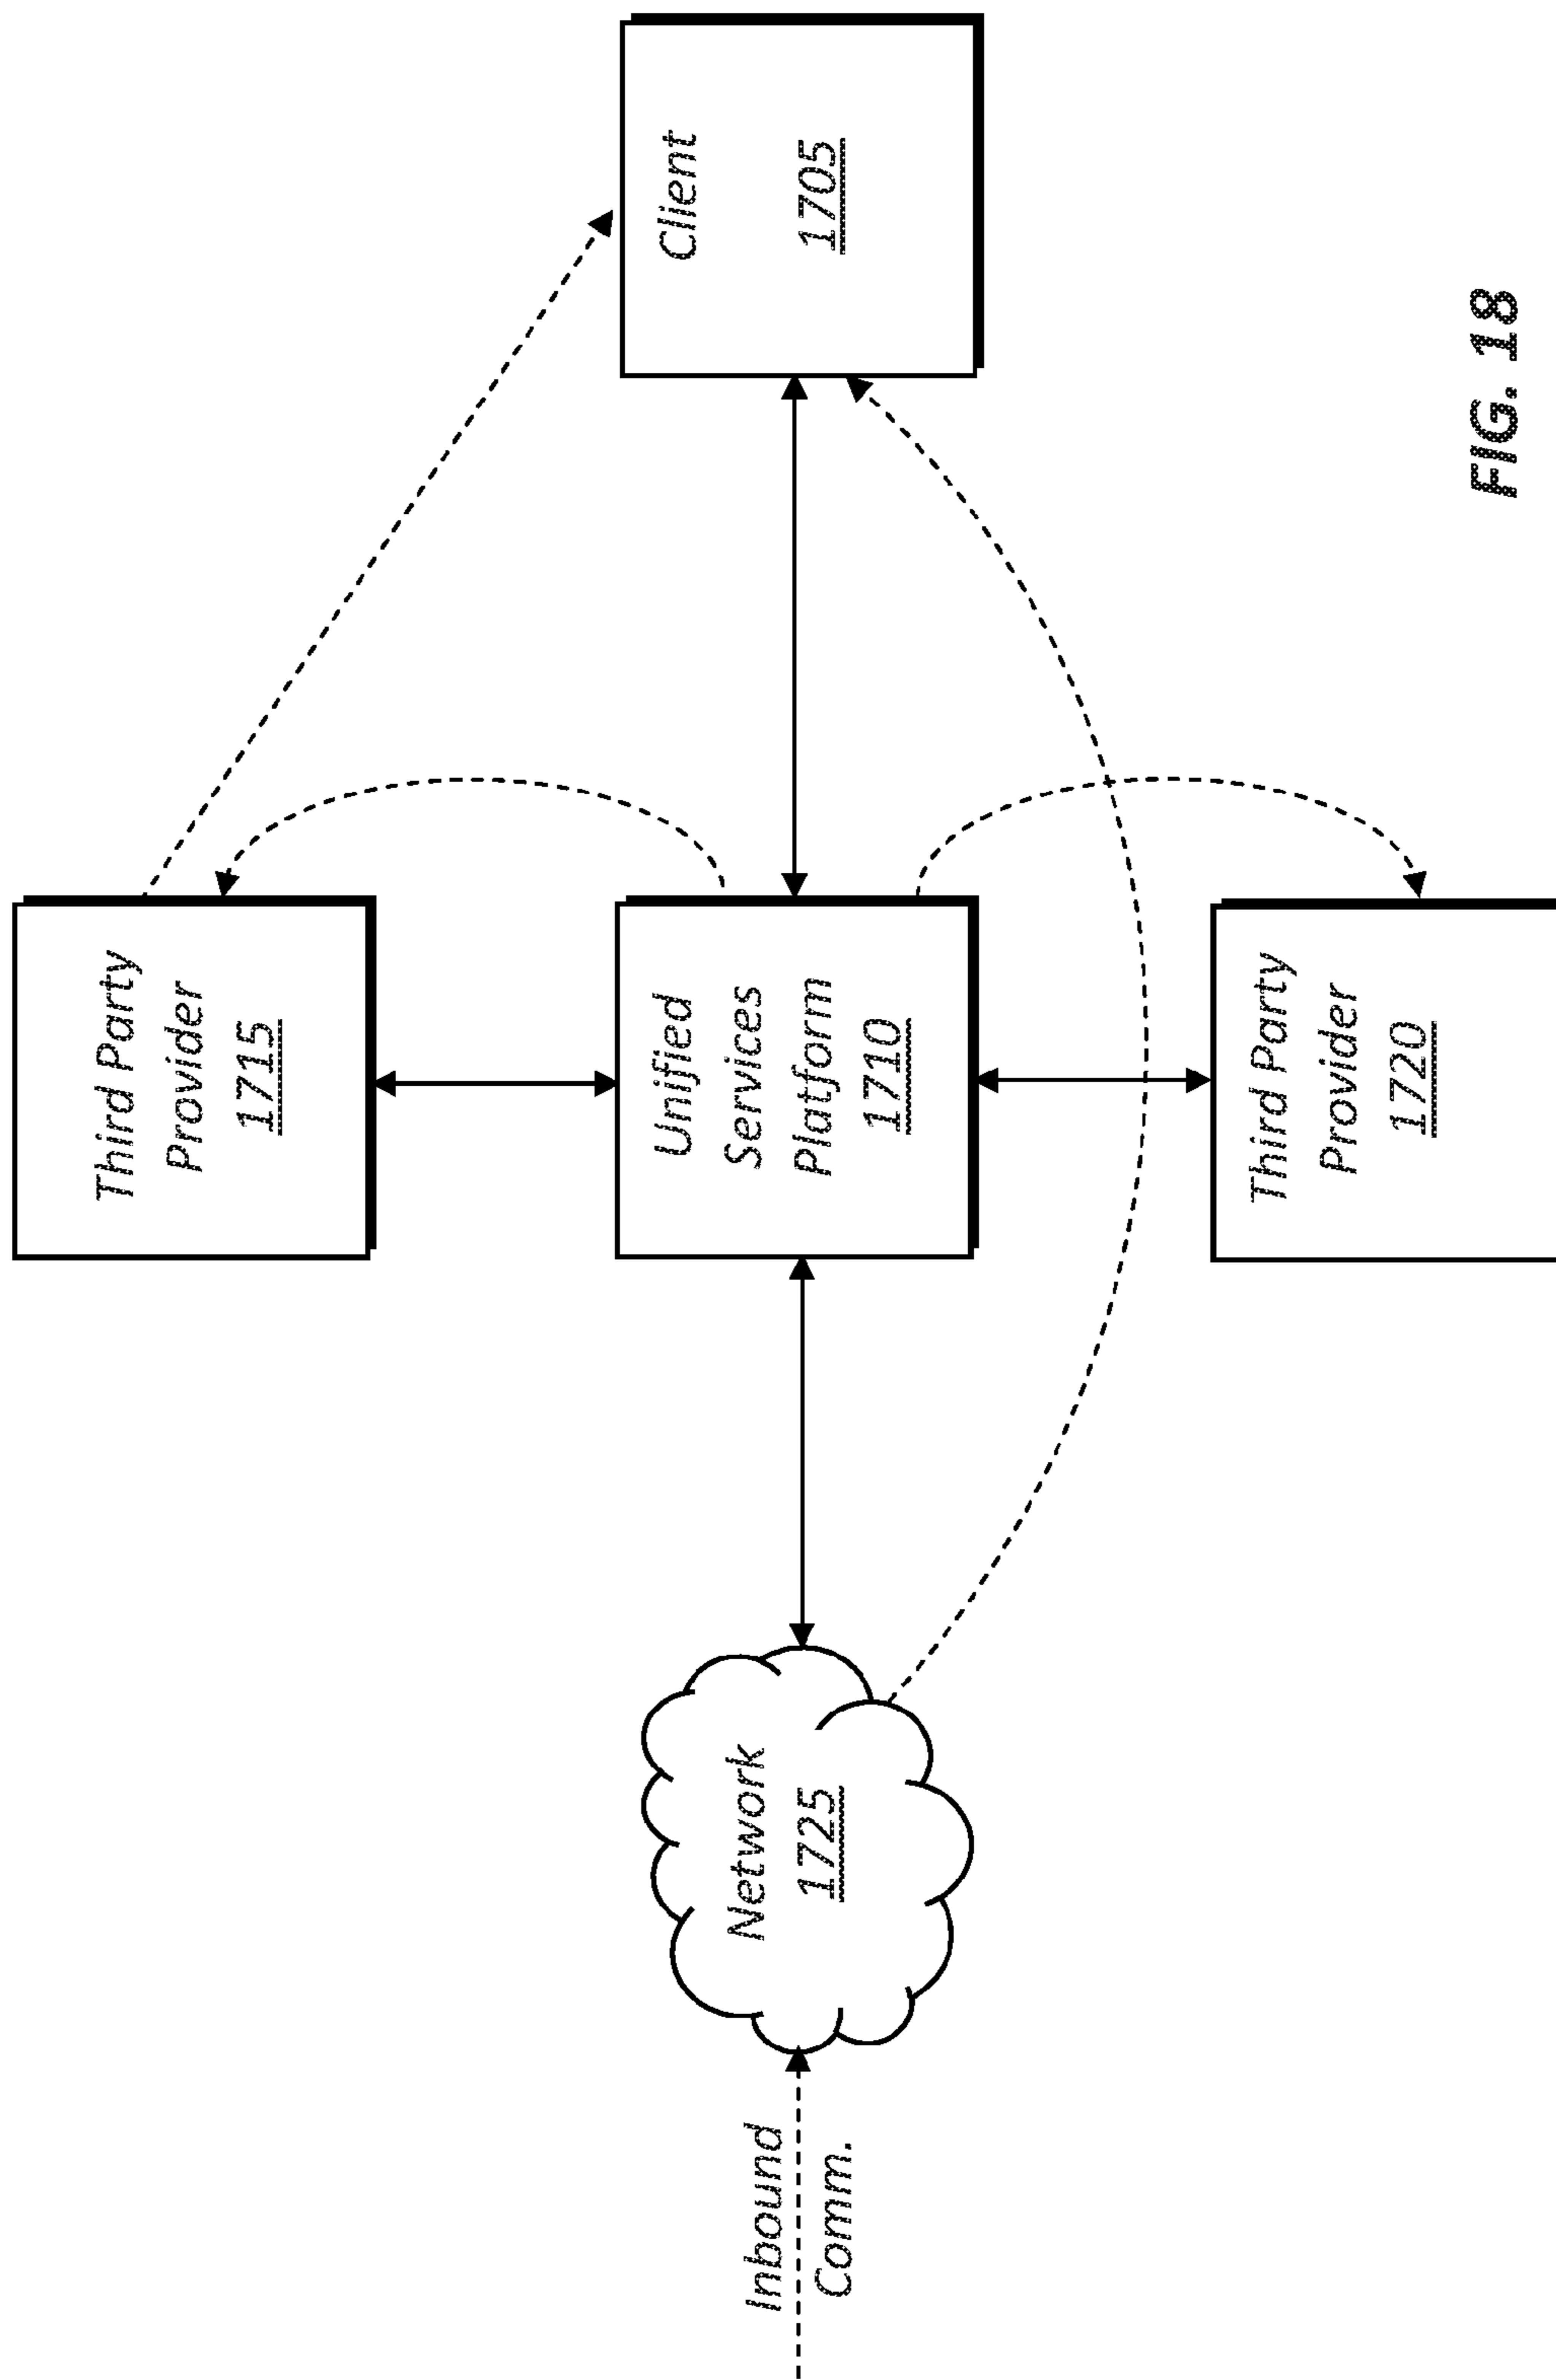 Third Party
Provider
1715
Inbound
Comm.
Network
1725
Unified
Services
Platform
1710
Client
1705
Third Party
Provider
1720
FIG. 18